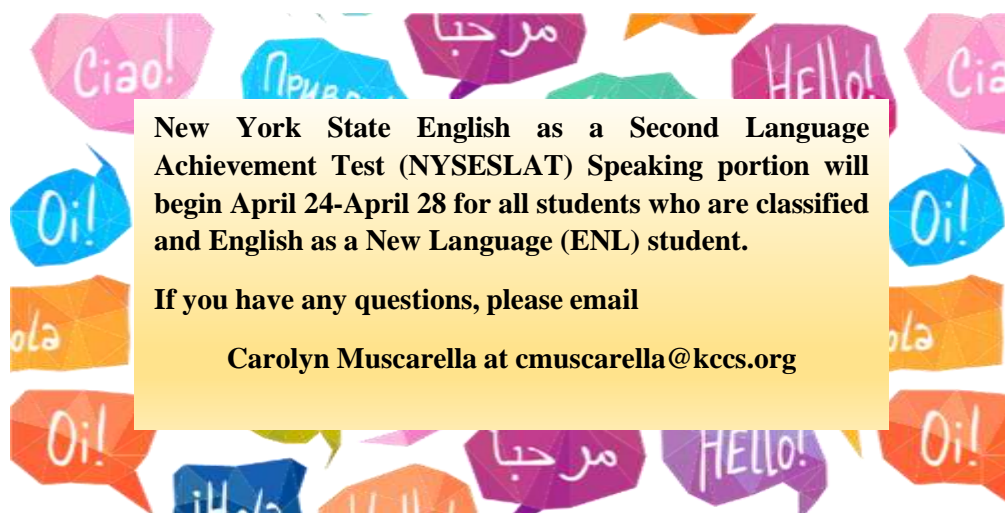 مرحبا
Ciao!
HELLO!
New York State English as a Second Language
Achievement Test (NYSESLAT) Speaking portion will
begin April 24-April 28 for all students who are classified
and English as a New Language (ENL) student.
If you have any questions, please email
Carolyn Muscarella at cmuscarella@kccs.org
Oi!
Oi!
Oi!
مرحبا
HELLO!
Oi!